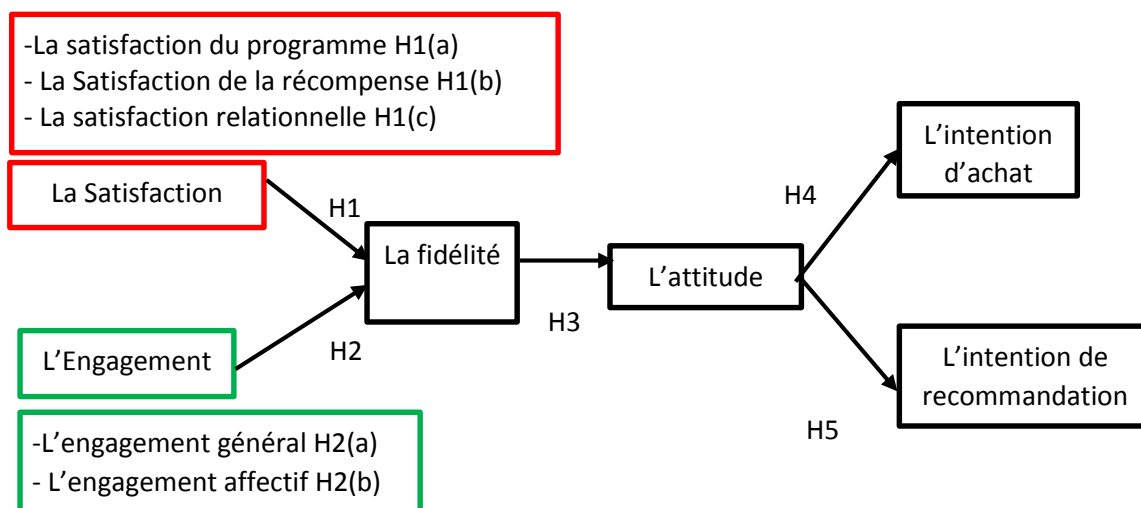 -La satisfaction du programme H1(a)
- La Satisfaction de la récompense H1(b)
- La satisfaction relationnelle H1(c)
La Satisfaction
H1
La fidélité
L’Engagement
H2
-L’engagement général H2(a)
- L’engagement affectif H2(b)
H3
L’attitude
H4
L’intention
d’achat
H5
L’intention de
recommandation